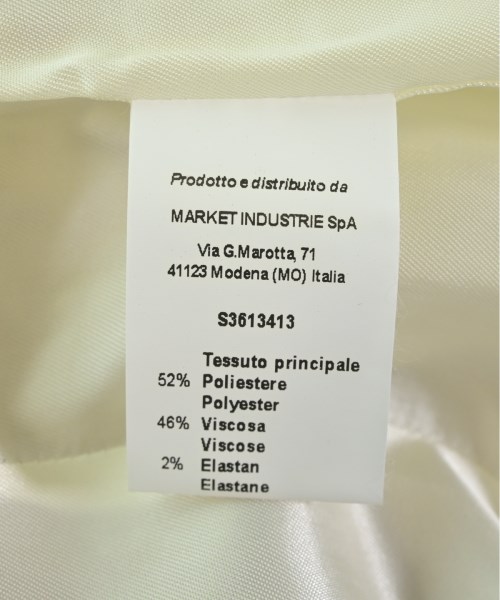 Prodotto e distribuito da
MARKET INDUSTRIE SpA
Via G.Marotta, 71
41123 Modena (MO) Italia
S3613413
Tessuto principale
52% Poliestere
Polyester
46% Viscosa
Viscose
2% Elastan
Elastane